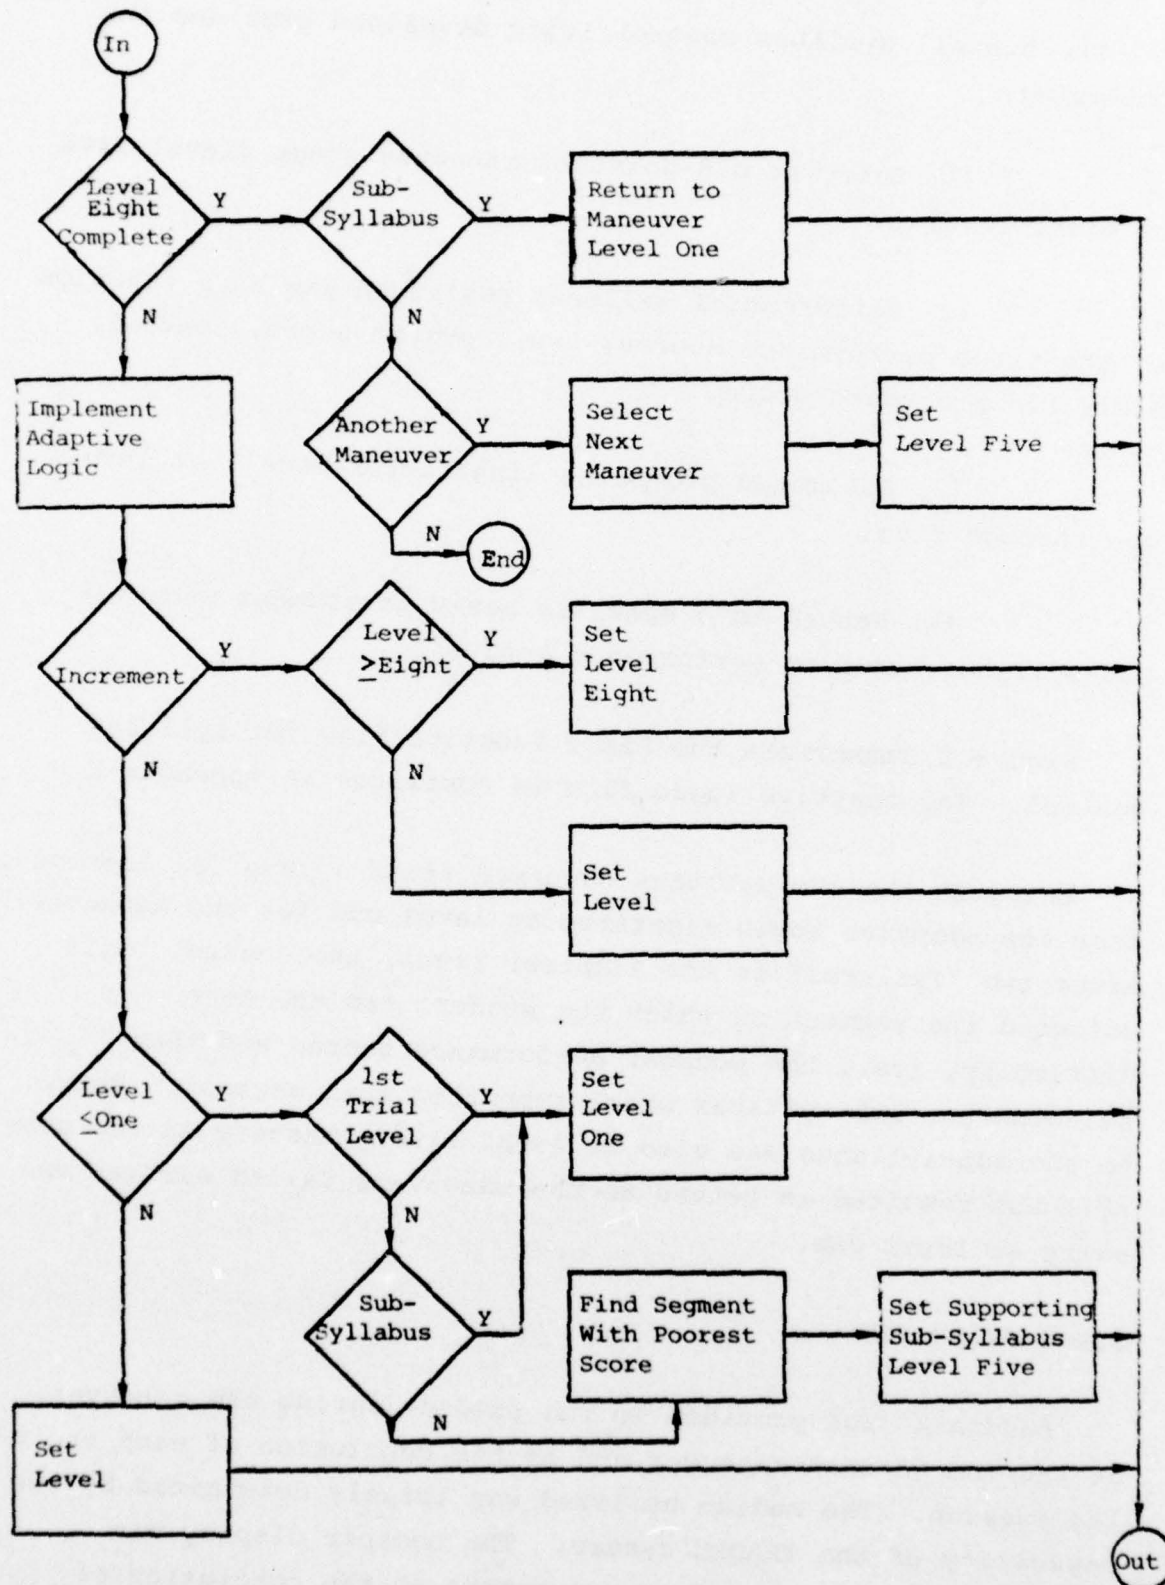 In
Level
Eight
Complete
Y
N
Sub-
Syllabus
Y
N
Return to
Maneuver
Level One
Implement
Adaptive
Logic
Another
Maneuver
Y
N
End
Select
Next
Maneuver
Set
Level Five
Increment
Y
N
Level
≥Eight
Y
N
Set
Level
Eight
Set
Level
Level
≤One
Y
N
1st
Trial
Level
Y
N
Set
Level
One
Sub-
Syllabus
Y
N
Find Segment
With Poorest
Score
Set Supporting
Sub-Syllabus
Level Five
Set
Level
Out